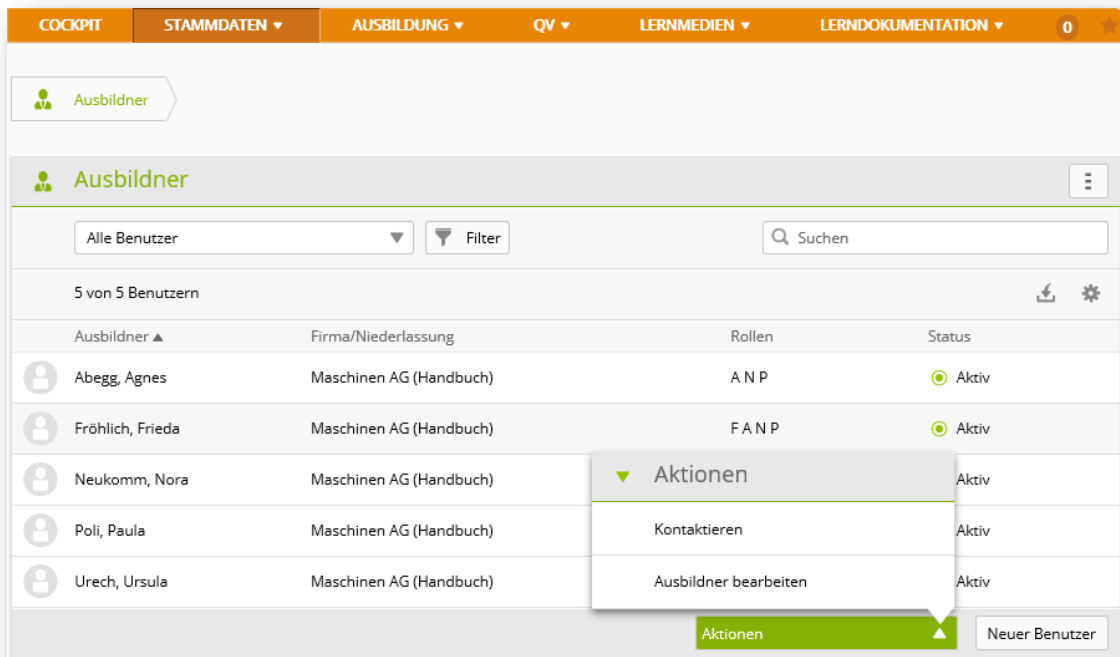 COCKPIT STAMMDATEN AUSBILDUNG QV LERNMEDIEN LERNDOKUMENTATION 0
Ausbildner
Ausbildner
Alle Benutzer Filter Suchen
5 von 5 Benutzern
Ausbildner Firma/Niederlassung Rollen Status
Abegg, Agnes Maschinen AG (Handbuch) A N P Aktiv
Fröhlich, Frieda Maschinen AG (Handbuch) F A N P Aktiv
Aktionen
Neukomm, Nora Maschinen AG (Handbuch) Aktiv
Kontaktieren
Poli, Paula Maschinen AG (Handbuch) Aktiv
Urech, Ursula Maschinen AG (Handbuch) Ausbildner bearbeiten Aktiv
Aktionen Neuer Benutzer